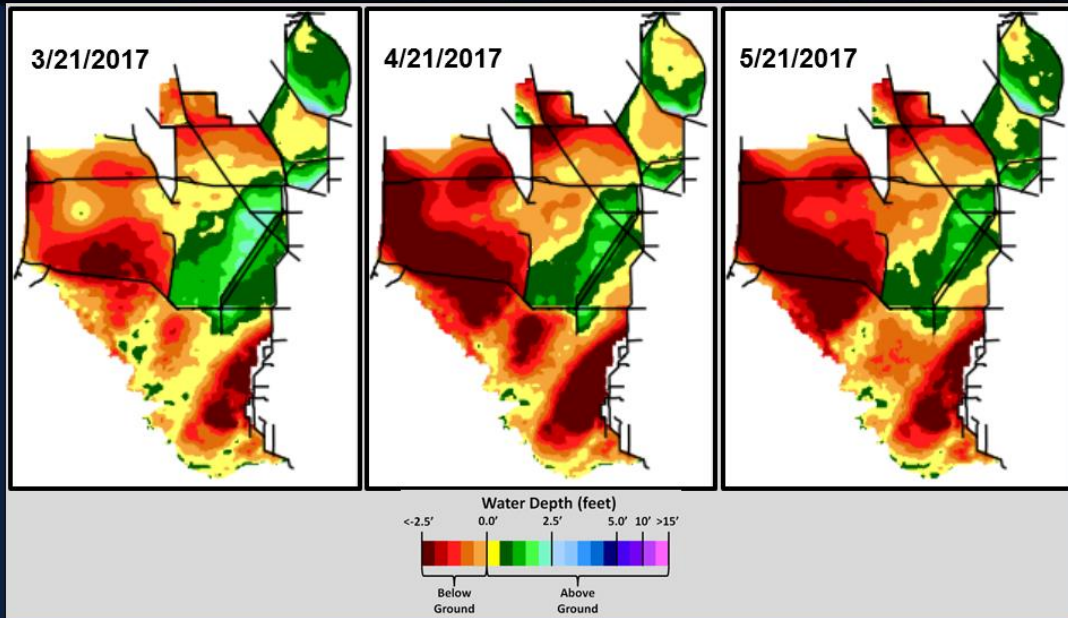 3/21/2017
4/21/2017
5/21/2017
Water Depth (feet)
<-2.5' 0.0' 2.5' 5.0' 10' >15'
Below Ground
Above Ground